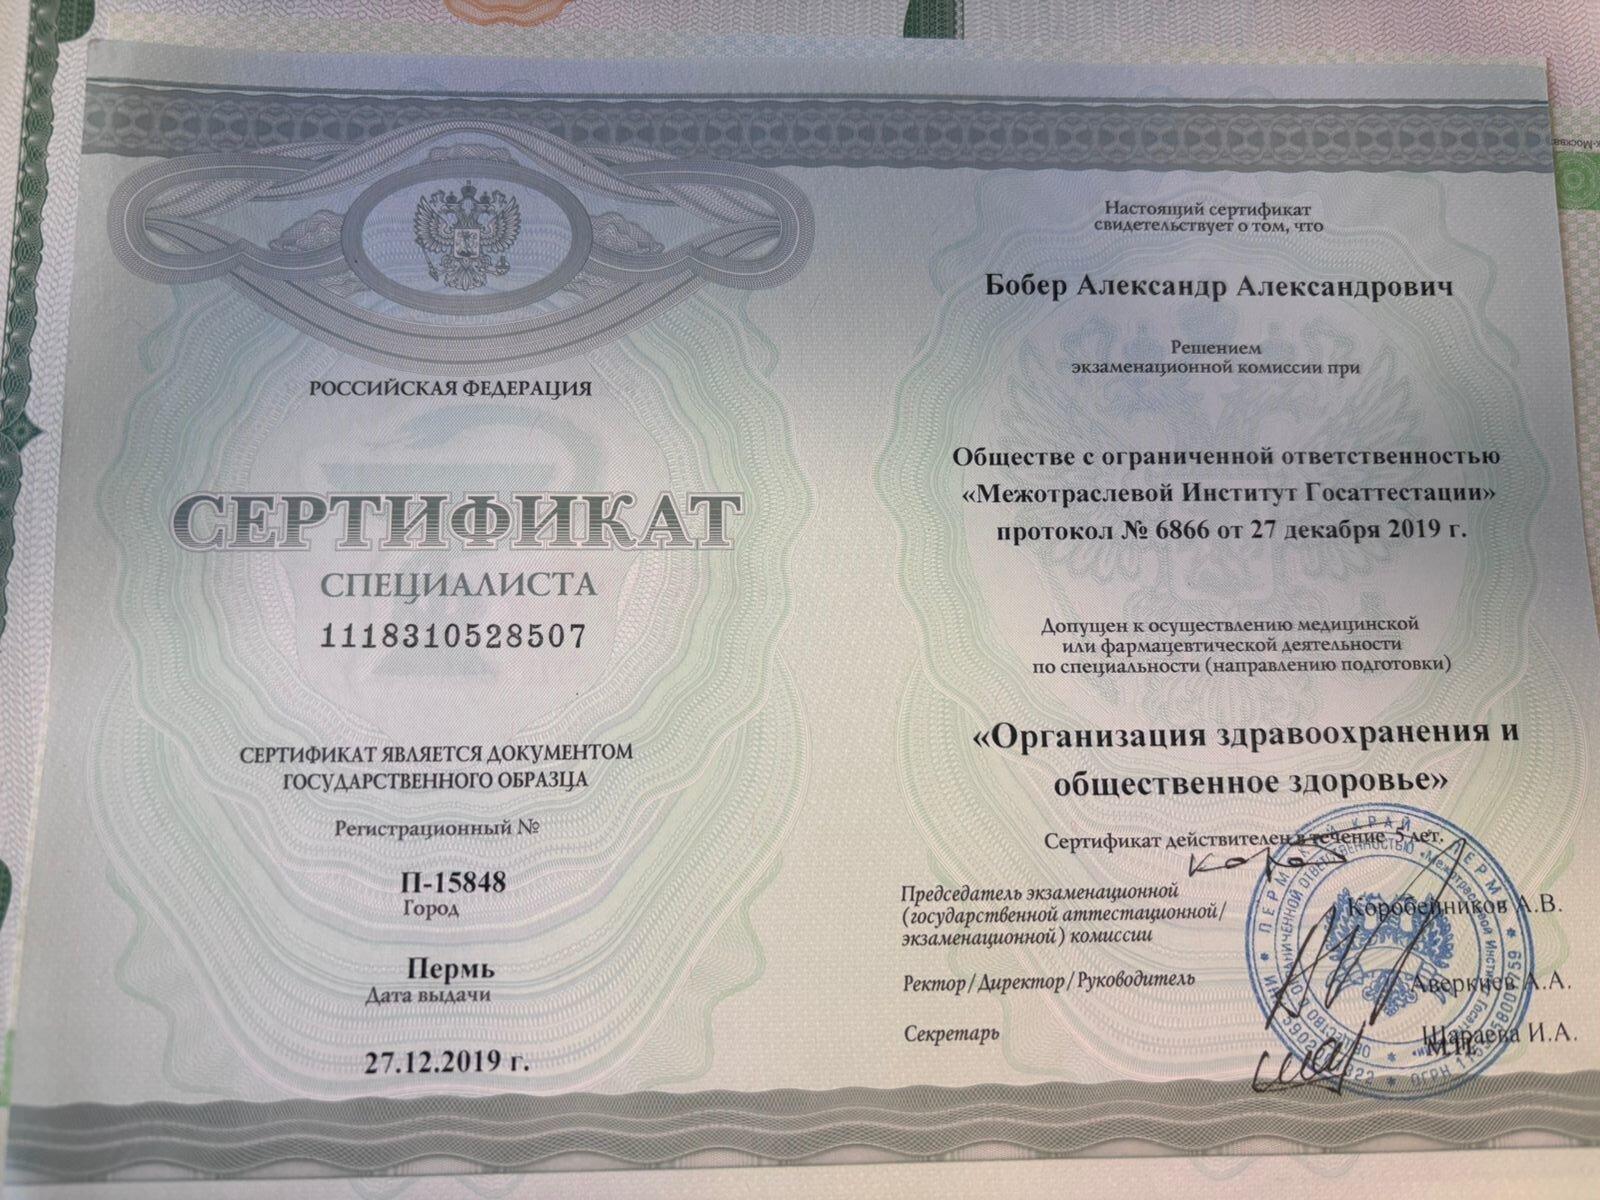 РОССИЙСКАЯ ФЕДЕРАЦИЯ
СЕРТИФИКАТ
СПЕЦИАЛИСТА
1118310528507
СЕРТИФИКАТ ЯВЛЯЕТСЯ ДОКУМЕНТОМ
ГОСУДАРСТВЕННОГО ОБРАЗЦА
Регистрационный №
П-15848
Город
Пермь
Дата выдачи
27.12.2019 г.
Настоящий сертификат
свидетельствует о том, что
Бобер Александр Александрович
Решением
экзаменационной комиссии при
Обществе с ограниченной ответственностью
«Межотраслевой Институт Госаттестации»
протокол № 6866 от 27 декабря 2019 г.
Допущен к осуществлению медицинской
или фармацевтической деятельности
по специальности (направлению подготовки)
«Организация здравоохранения и
общественное здоровье»
Сертификат действителен в течение 5 лет.
Председатель экзаменационной
(государственной аттестационной/
экзаменационной) комиссии
Коробейников А.В.
Ректор/Директор/Руководитель
Аверкиев А.А.
Секретарь
Шараева И.А.
М.П.
ПЕРМСКИЙ КРАЙ Г. ПЕРМЬ